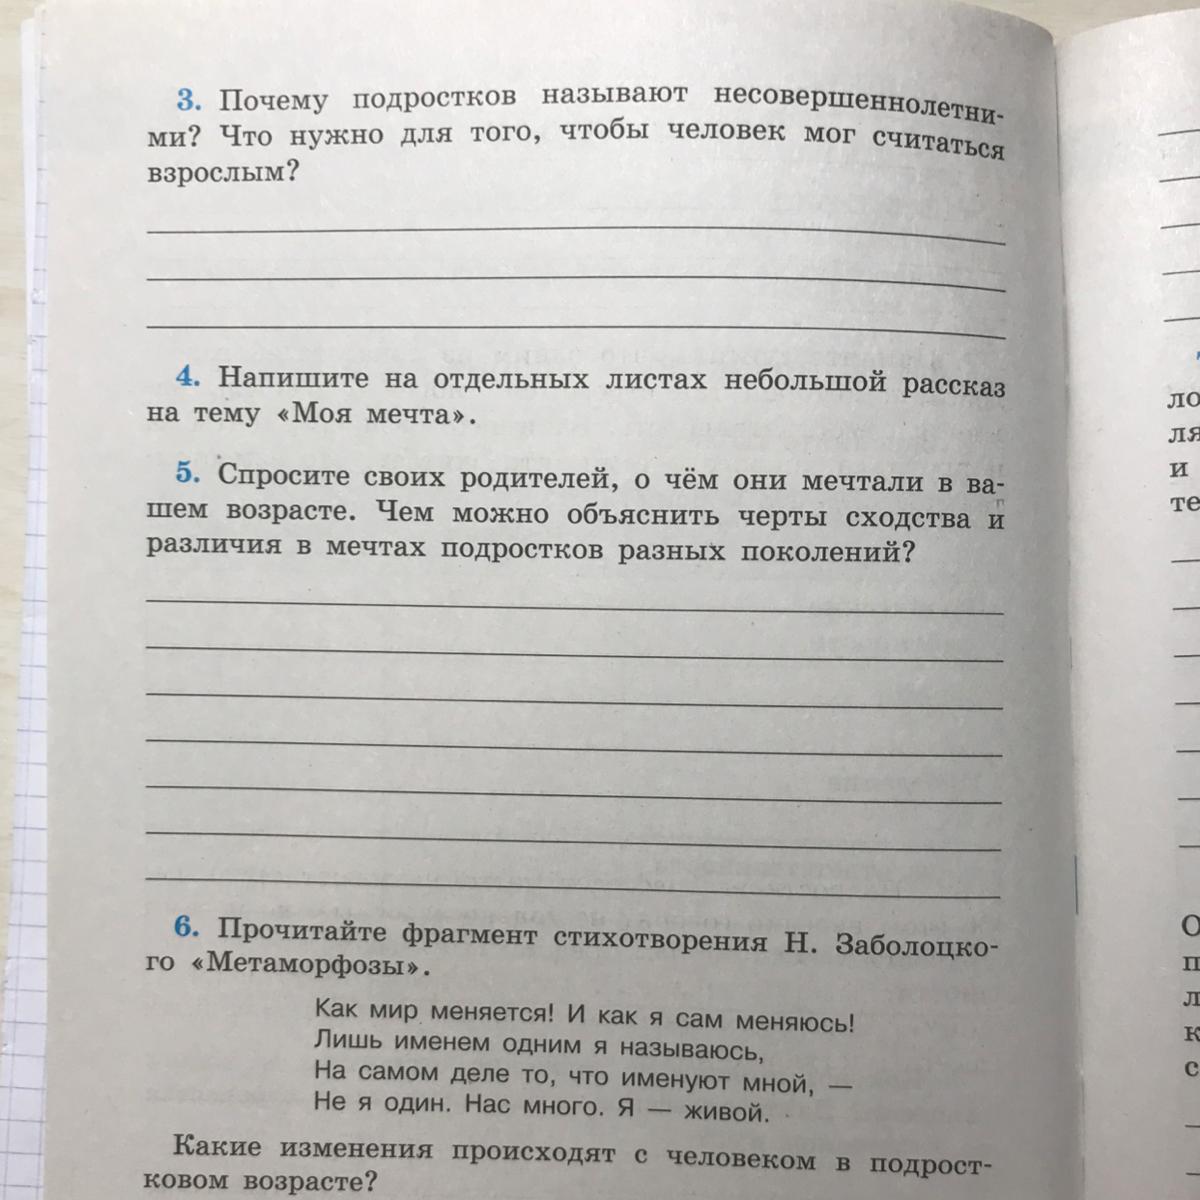 3. Почему подростков называют несовершеннолетни-
ми? Что нужно для того, чтобы человек мог считаться
взрослым?
4. Напишите на отдельных листах небольшой рассказ
на тему «Моя мечта».
5. Спросите своих родителей, о чём они мечтали в ва-
шем возрасте. Чем можно объяснить черты сходства и
различия в мечтах подростков разных поколений?
6. Прочитайте фрагмент стихотворения Н. Заболоцко-
го «Метаморфозы».
Как мир меняется! И как я сам меняюсь!
Лишь именем одним я называюсь,
На самом деле то, что именуют мной, —
Не я один. Нас много. Я — живой.
Какие изменения происходят с человеком в подрост-
ковом возрасте?